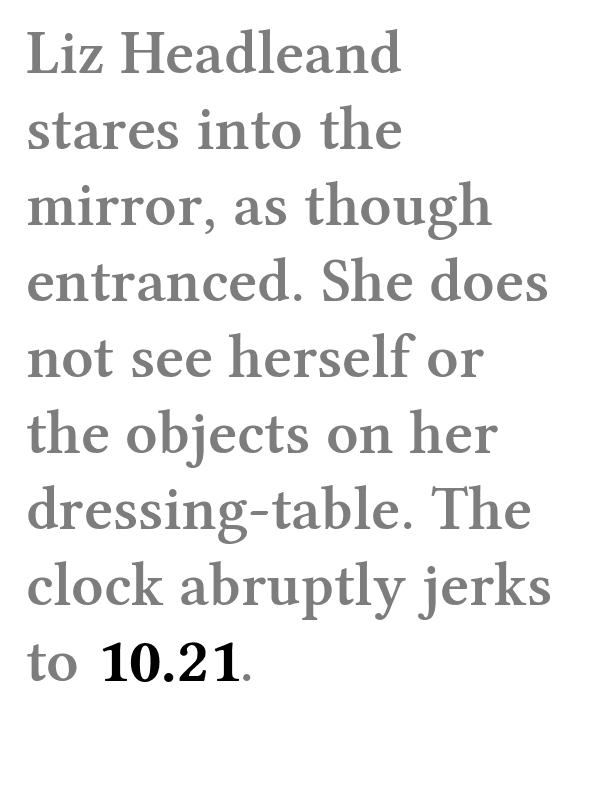 Liz Headleand
stares into the
mirror, as though
entranced. She does
not see herself or
the objects on her
dressing-table. The
clock abruptly jerks
to 10.21.